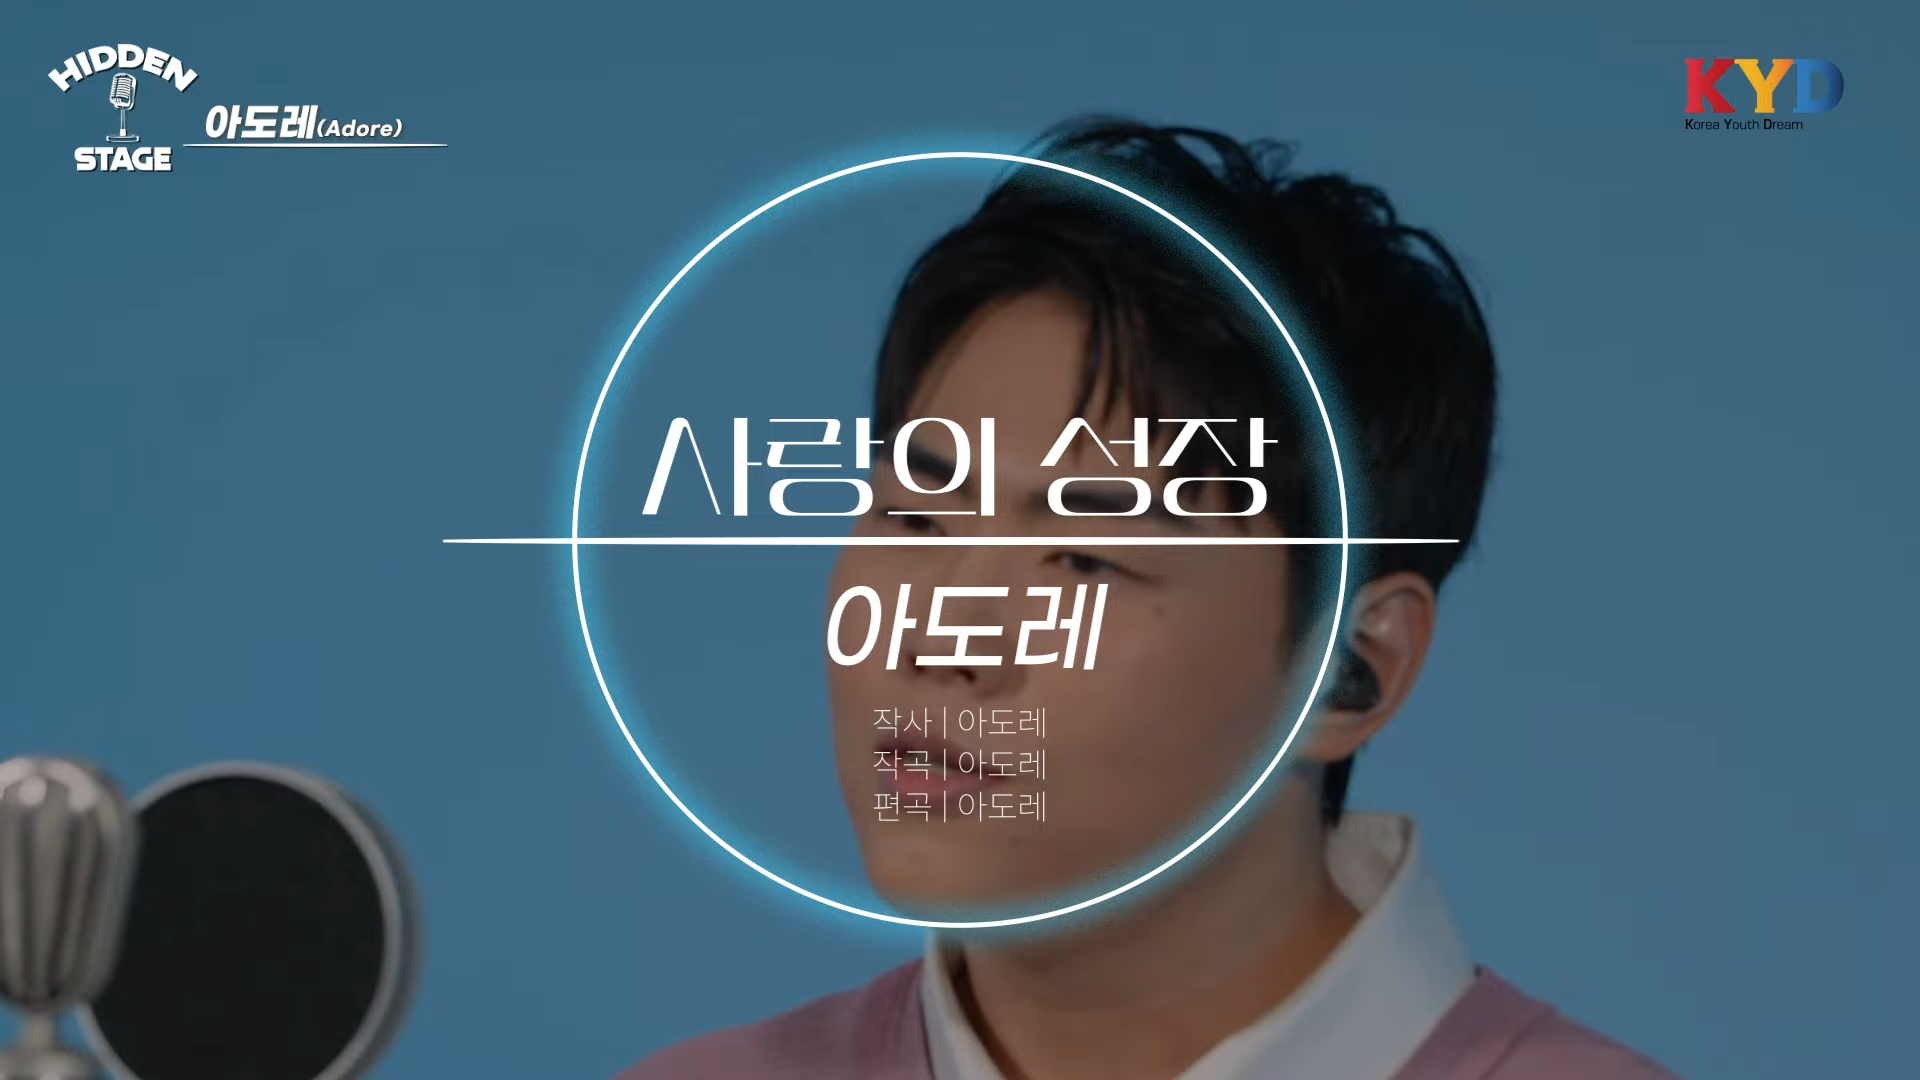 HIDDEN
STAGE
아도레(Adore)
KYD
Korea Youth Dream
사랑의 성장
아도레
작사 | 아도레
작곡 | 아도레
편곡 | 아도레